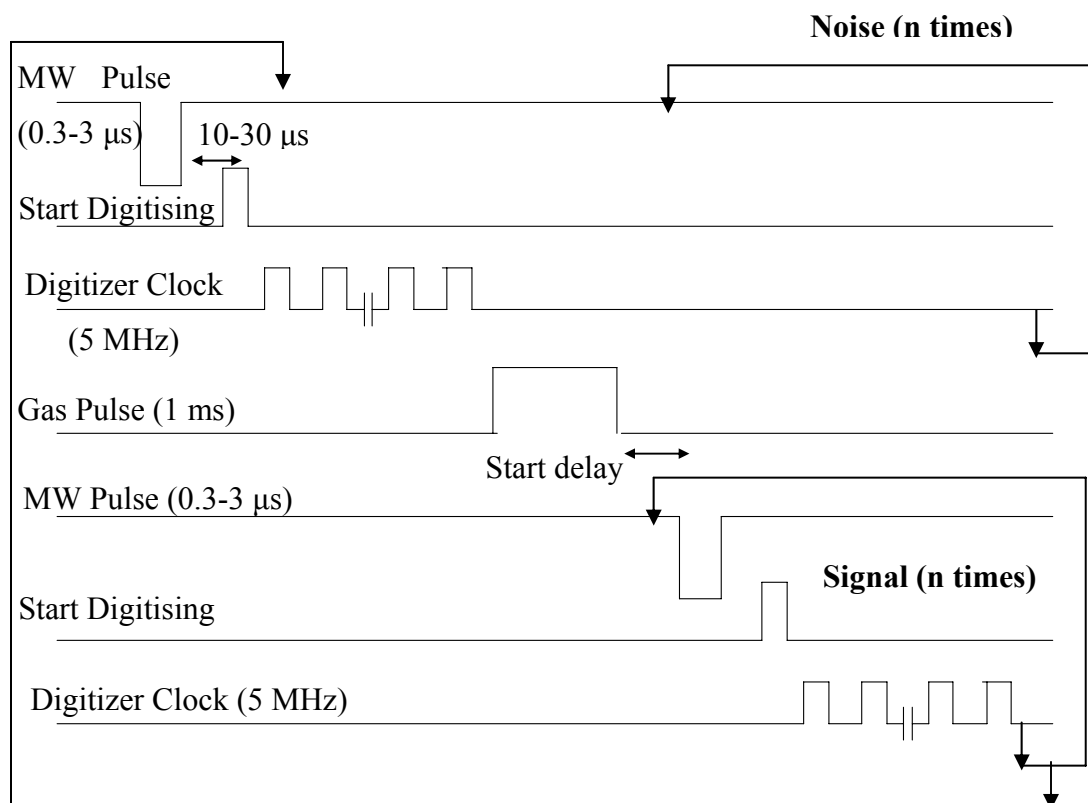 Noise (n times)
MW Pulse
(0.3-3 μs)
10-30 μs
Start Digitising
Digitizer Clock
(5 MHz)
Gas Pulse (1 ms)
Start delay
MW Pulse (0.3-3 μs)
Signal (n times)
Start Digitising
Digitizer Clock (5 MHz)